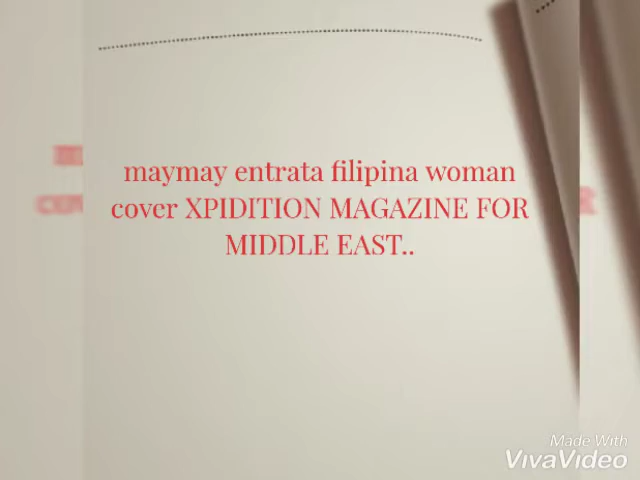 maymay entrata filipina woman
cover XPIDITION MAGAZINE FOR
MIDDLE EAST..
Made With
VivaVideo